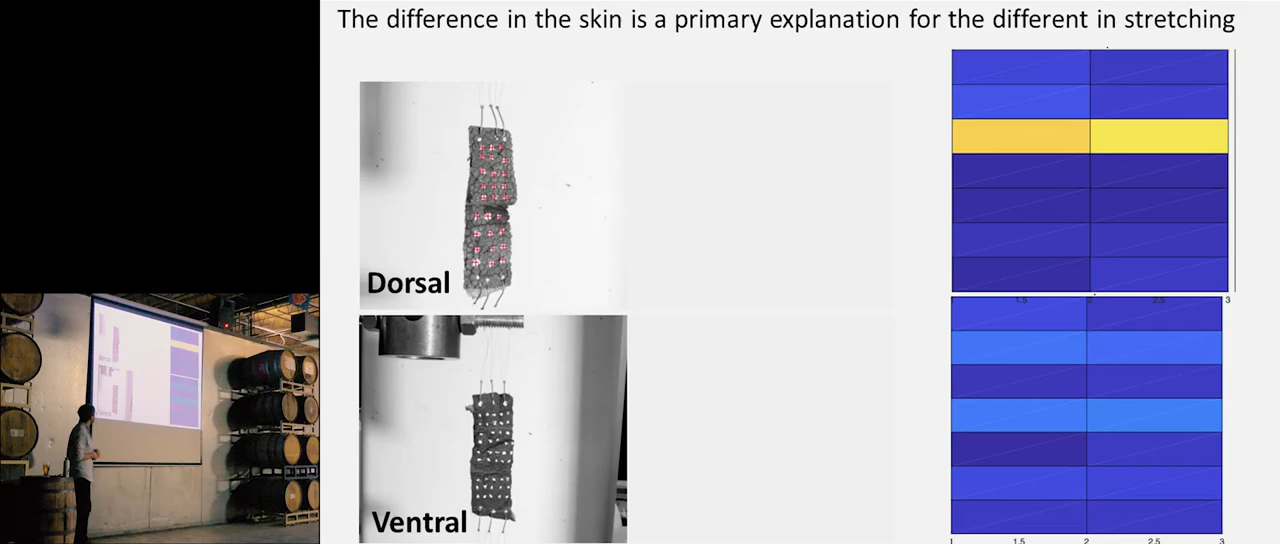 The difference in the skin is a primary explanation for the different in stretching
Dorsal
1.5 2 2.5 3
Ventral
1 1.5 2 2.5 3